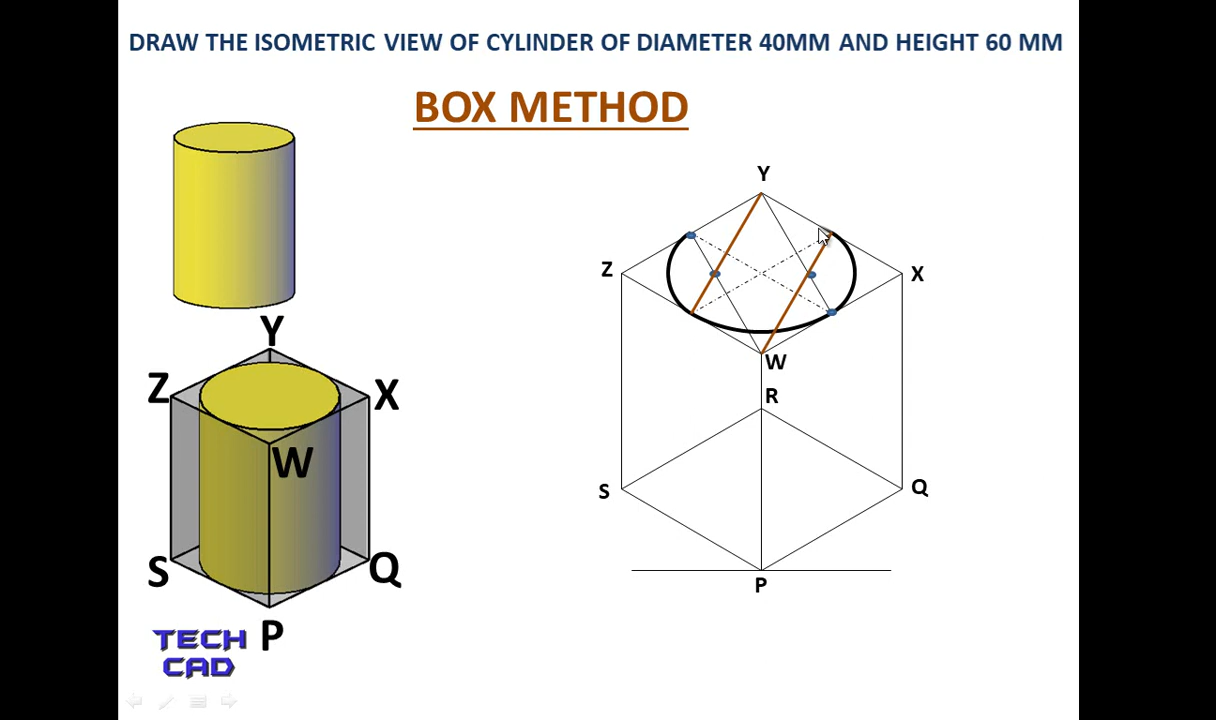 DRAW THE ISOMETRIC VIEW OF CYLINDER OF DIAMETER 40MM AND HEIGHT 60 MM
BOX METHOD
Y
Z
X
W
R
S
Q
P
Y
Z
X
W
S
Q
P
TECH
CAD